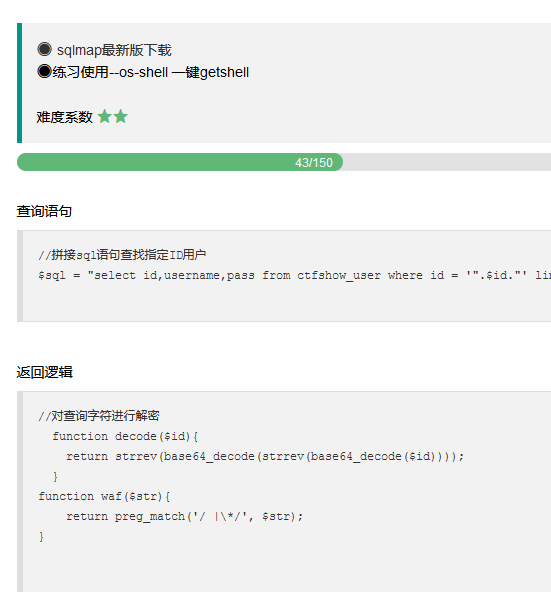 sqlmap最新版下载
练习使用--os-shell 一键getshell
难度系数
43/150
查询语句
//拼接sql语句查找指定ID用户
$sql = "select id,username,pass from ctfshow_user where id = '".$id."' li
返回逻辑
//对查询字符进行解密
function decode($id){
return strrev(base64_decode(strrev(base64_decode($id))));
}
function waf($str){
return preg_match('/ |\*/', $str);
}